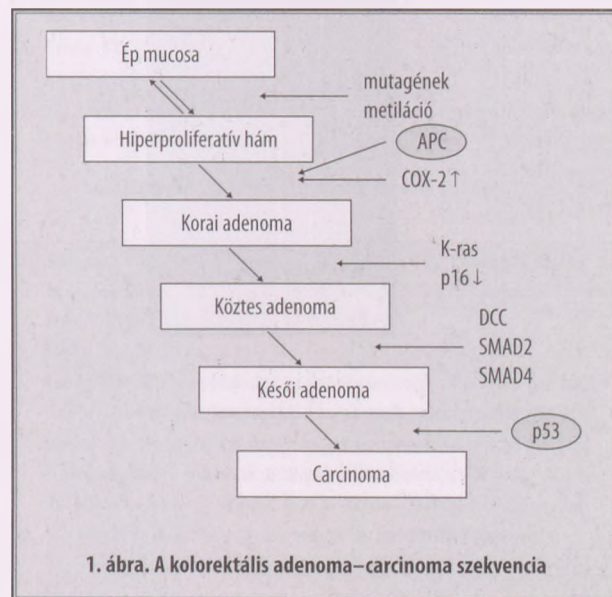 Ép mucosa
mutagének
metiláció
Hiperproliferatív hám
APC
COX-2 ↑
Korai adenoma
K-ras
p16 ↓
Köztes adenoma
DCC
SMAD2
SMAD4
Késői adenoma
p53
Carcinoma
1. ábra. A kolorektális adenoma–carcinoma szekvencia